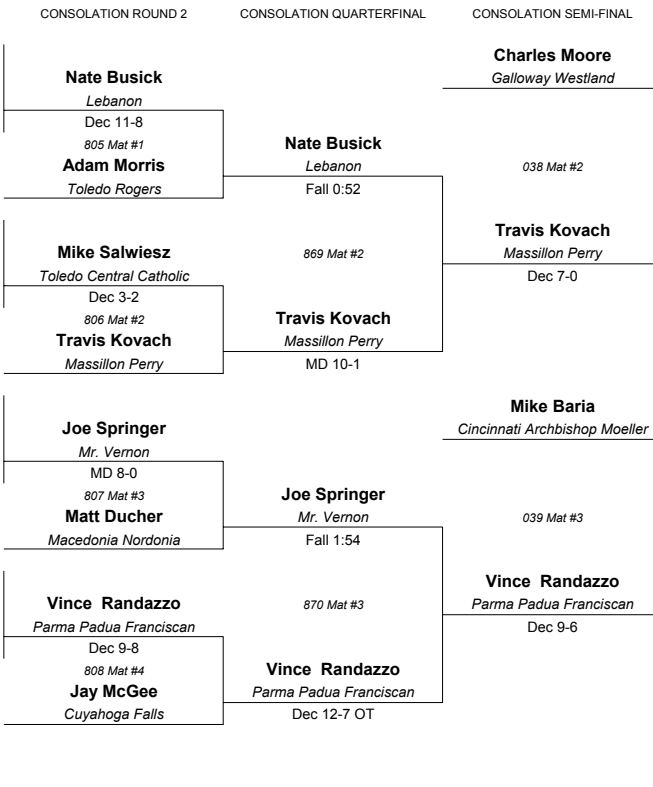 CONSOLATION ROUND 2
CONSOLATION QUARTERFINAL
CONSOLATION SEMI-FINAL
Nate Busick
Lebanon
Dec 11-8
805 Mat #1
Adam Morris
Toledo Rogers
Mike Salwiesz
Toledo Central Catholic
Dec 3-2
806 Mat #2
Travis Kovach
Massillon Perry
Joe Springer
Mr. Vernon
MD 8-0
807 Mat #3
Matt Ducher
Macedonia Nordonia
Vince Randazzo
Parma Padua Franciscan
Dec 9-8
808 Mat #4
Jay McGee
Cuyahoga Falls
Nate Busick
Lebanon
Fall 0:52
869 Mat #2
Travis Kovach
Massillon Perry
MD 10-1
Joe Springer
Mr. Vernon
Fall 1:54
870 Mat #3
Vince Randazzo
Parma Padua Franciscan
Dec 12-7 OT
Charles Moore
Galloway Westland
038 Mat #2
Travis Kovach
Massillon Perry
Dec 7-0
Mike Baria
Cincinnati Archbishop Moeller
039 Mat #3
Vince Randazzo
Parma Padua Franciscan
Dec 9-6